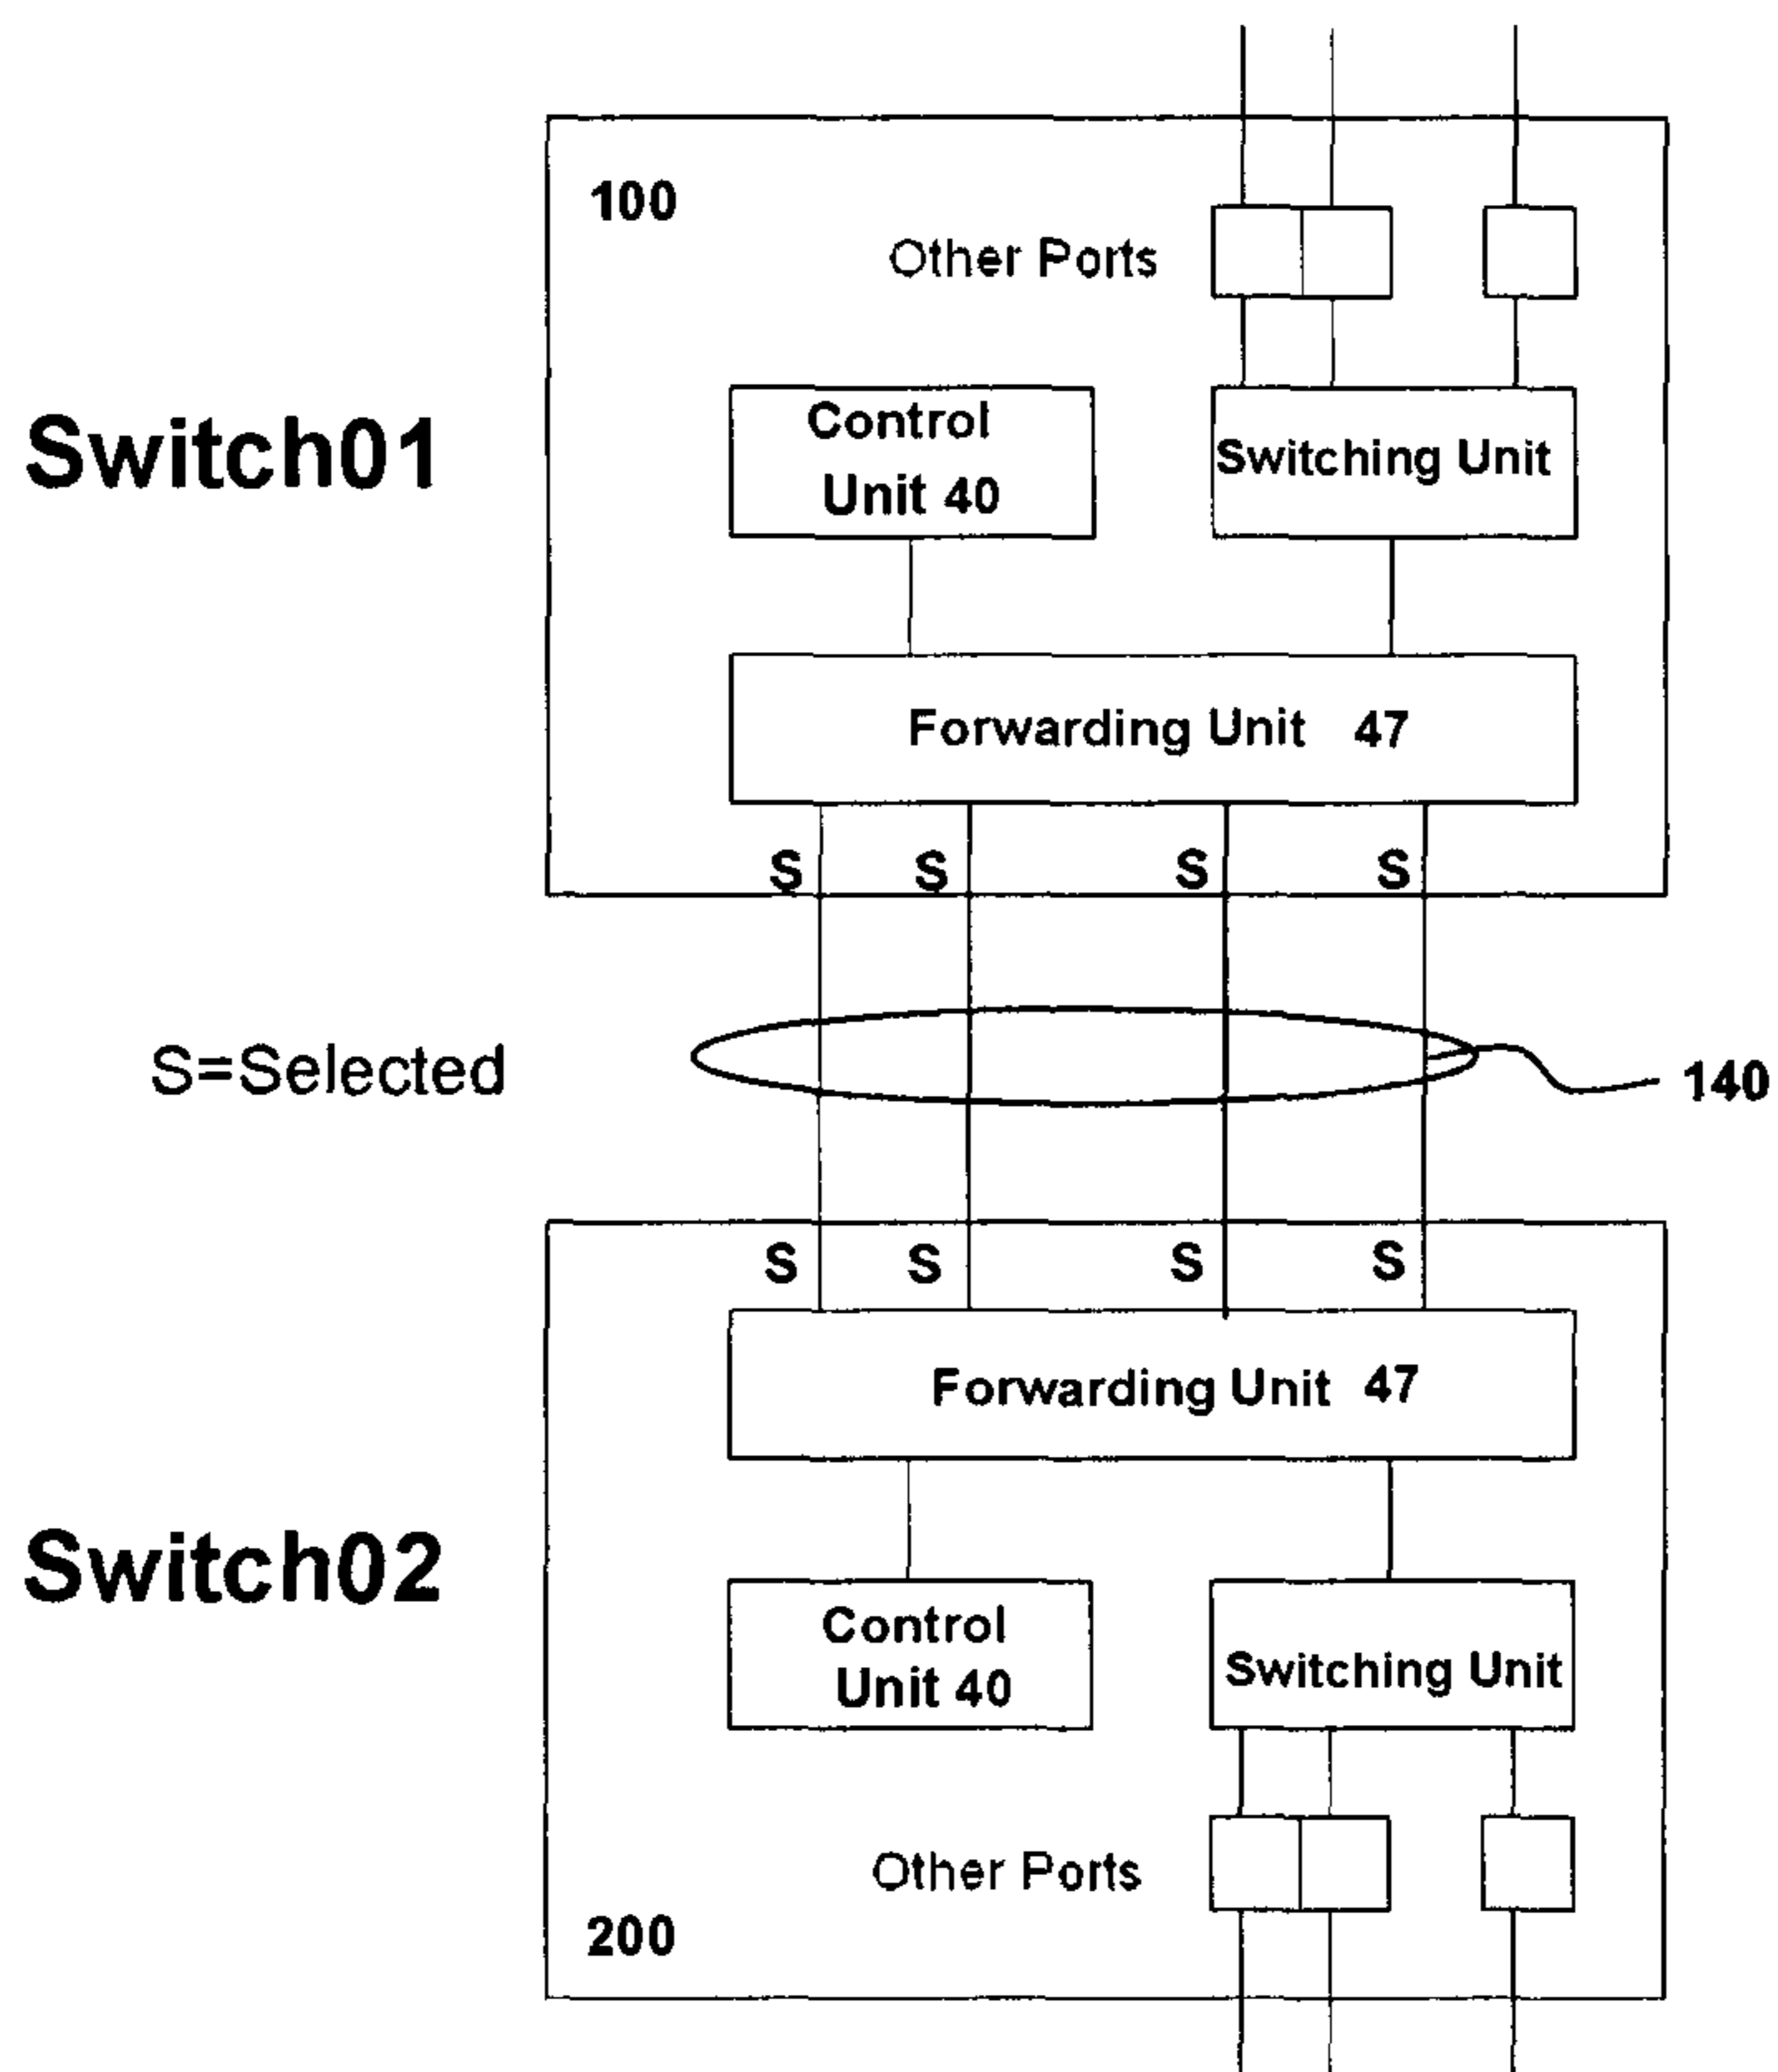 100
Other Ports
Switch01
Control
Unit 40
Switching Unit
Forwarding Unit 47
S S S S
S=Selected
140
S S S S
Forwarding Unit 47
Switch02
Control
Unit 40
Switching Unit
Other Ports
200